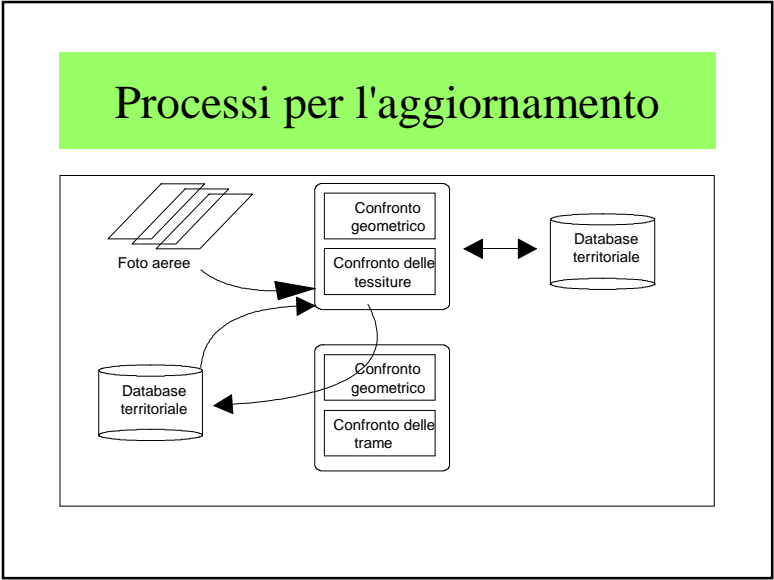 Processi per l'aggiornamento
Foto aeree
Confronto
geometrico
Confronto delle
tessiture
Database
territoriale
Database
territoriale
Confronto
geometrico
Confronto delle
trame